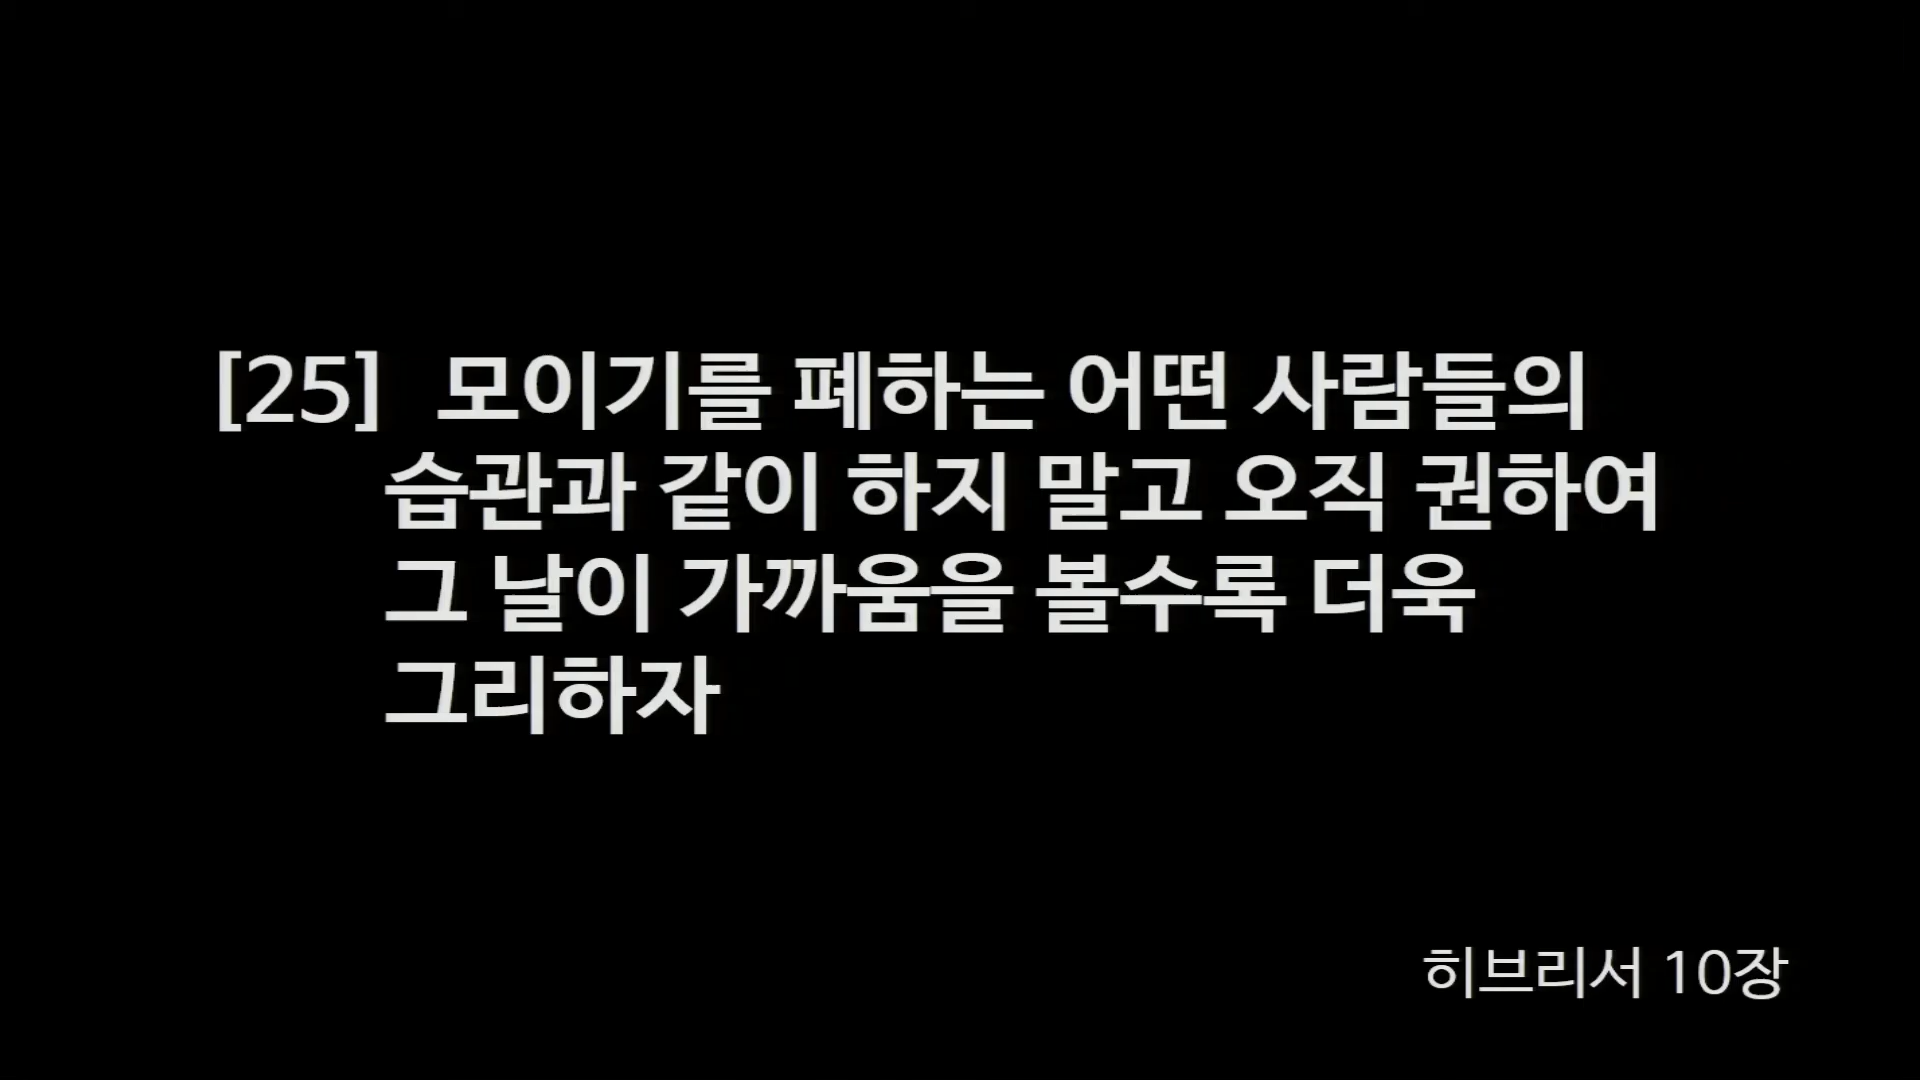 [25] 모이기를 폐하는 어떤 사람들의
습관과 같이 하지 말고 오직 권하여
그 날이 가까움을 볼수록 더욱
그리하자
히브리서 10장